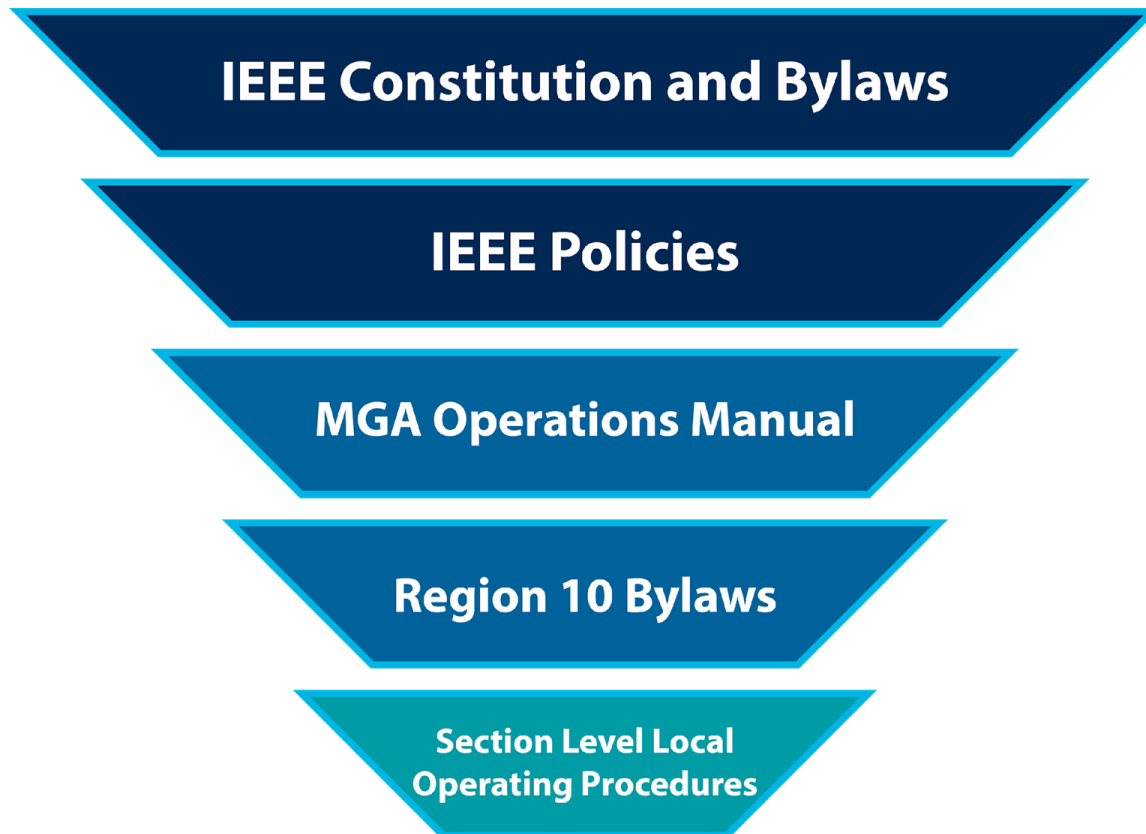 IEEE Constitution and Bylaws
IEEE Policies
MGA Operations Manual
Region 10 Bylaws
Section Level Local
Operating Procedures